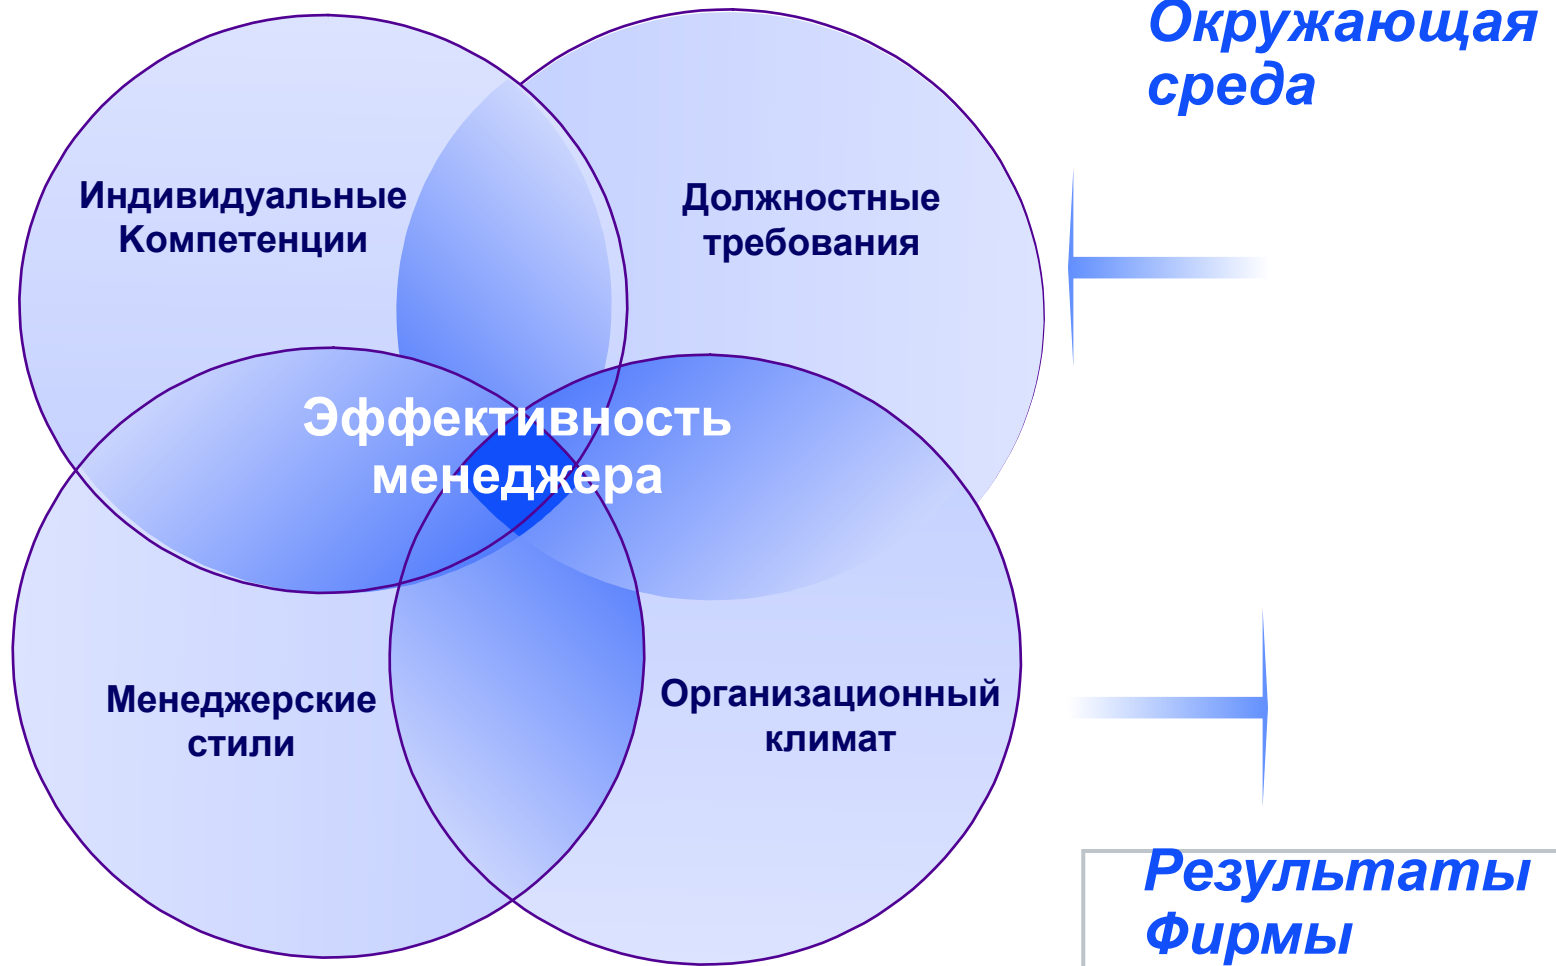 Окружающая
среда
Индивидуальные
Компетенции
Должностные
требования
Эффективность
менеджера
Менеджерские
стили
Организационный
климат
Результаты
Фирмы